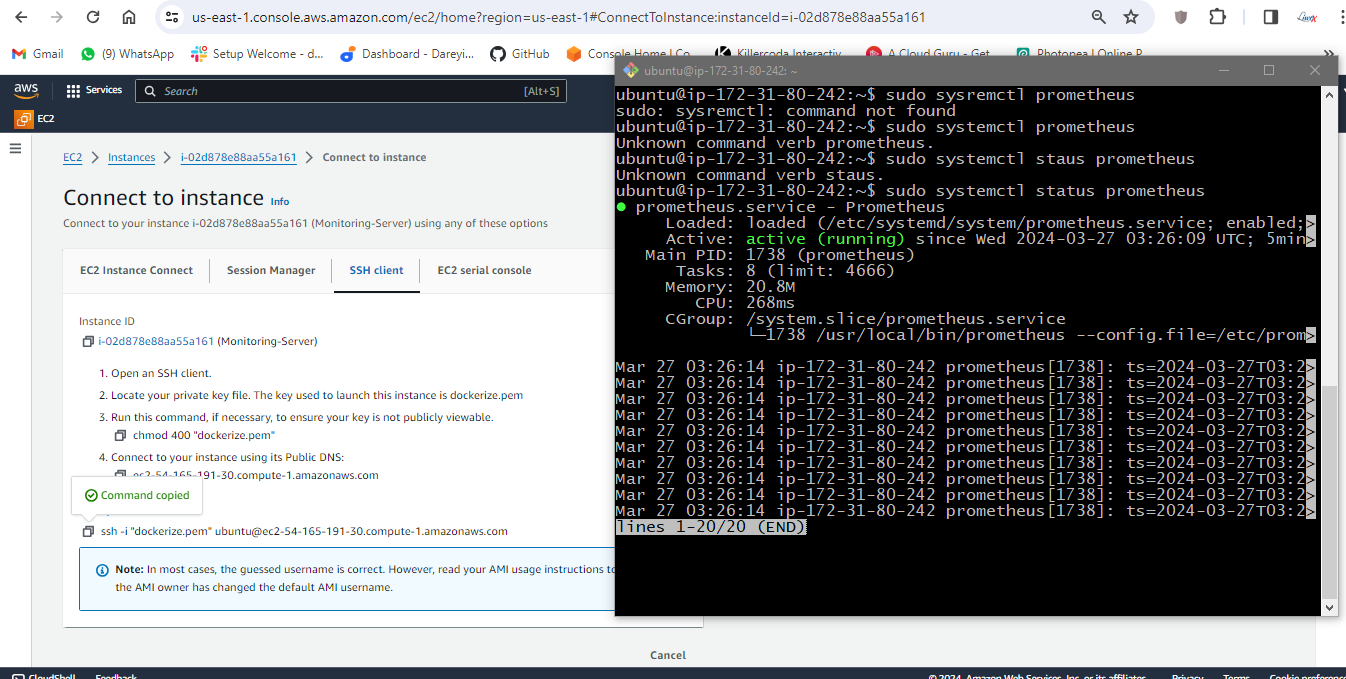 us-east-1.console.aws.amazon.com/ec2/home?region=us-east-1#ConnectToInstance:instanceId=i-02d878e88aa55a161
Gmail
(9) WhatsApp
Setup Welcome - d...
Dashboard - Dareyi...
GitHub
Console Home | Co
Killercoda Interactiv
A Cloud Guru - Get
Photopea | Online P
»
aws
Services
Search
[Alt+S]
EC2
EC2 > Instances > i-02d878e88aa55a161 > Connect to instance
Connect to instance Info
Connect to your instance i-02d878e88aa55a161 (Monitoring-Server) using any of these options
EC2 Instance Connect
Session Manager
SSH client
EC2 serial console
Instance ID
i-02d878e88aa55a161 (Monitoring-Server)
1. Open an SSH client.
2. Locate your private key file. The key used to launch this instance is dockerize.pem
3. Run this command, if necessary, to ensure your key is not publicly viewable.
chmod 400 "dockerize.pem"
4. Connect to your instance using its Public DNS:
ec2-54-165-191-30.compute-1.amazonaws.com
Command copied
ssh -i "dockerize.pem" ubuntu@ec2-54-165-191-30.compute-1.amazonaws.com
Note: In most cases, the guessed username is correct. However, read your AMI usage instructions to
the AMI owner has changed the default AMI username.
Cancel
ubuntu@ip-172-31-80-242: ~
ubuntu@ip-172-31-80-242:~$ sudo sysremctl prometheus
sudo: sysremctl: command not found
ubuntu@ip-172-31-80-242:~$ sudo systemctl prometheus
Unknown command verb prometheus.
ubuntu@ip-172-31-80-242:~$ sudo systemctl staus prometheus
Unknown command verb staus.
ubuntu@ip-172-31-80-242:~$ sudo systemctl status prometheus
● prometheus.service - Prometheus
Loaded: loaded (/etc/systemd/system/prometheus.service; enabled;>
Active: active (running) since Wed 2024-03-27 03:26:09 UTC; 5min>
Main PID: 1738 (prometheus)
Tasks: 8 (limit: 4666)
Memory: 20.8M
CPU: 268ms
CGroup: /system.slice/prometheus.service
└─1738 /usr/local/bin/prometheus --config.file=/etc/prom>
Mar 27 03:26:14 ip-172-31-80-242 prometheus[1738]: ts=2024-03-27T03:2>
Mar 27 03:26:14 ip-172-31-80-242 prometheus[1738]: ts=2024-03-27T03:2>
Mar 27 03:26:14 ip-172-31-80-242 prometheus[1738]: ts=2024-03-27T03:2>
Mar 27 03:26:14 ip-172-31-80-242 prometheus[1738]: ts=2024-03-27T03:2>
Mar 27 03:26:14 ip-172-31-80-242 prometheus[1738]: ts=2024-03-27T03:2>
Mar 27 03:26:14 ip-172-31-80-242 prometheus[1738]: ts=2024-03-27T03:2>
Mar 27 03:26:14 ip-172-31-80-242 prometheus[1738]: ts=2024-03-27T03:2>
Mar 27 03:26:14 ip-172-31-80-242 prometheus[1738]: ts=2024-03-27T03:2>
Mar 27 03:26:14 ip-172-31-80-242 prometheus[1738]: ts=2024-03-27T03:2>
Mar 27 03:26:14 ip-172-31-80-242 prometheus[1738]: ts=2024-03-27T03:2>
lines 1-20/20 (END)
CloudShell
Feedback
© 2024, Amazon Web Services, Inc. or its affiliates.
Privacy
Terms
Cookie preference